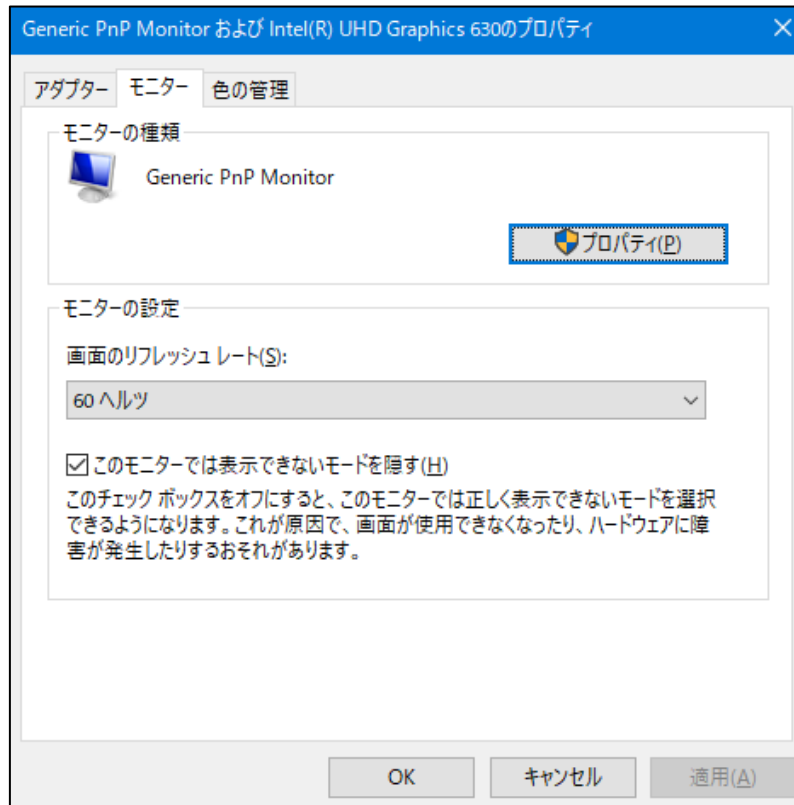 Generic PnP Monitor および Intel(R) UHD Graphics 630のプロパティ
アダプター モニター 色の管理
モニターの種類
Generic PnP Monitor
プロパティ(P)
モニターの設定
画面のリフレッシュ レート(S):
60 ヘルツ
このモニターでは表示できないモードを隠す(H)
このチェック ボックスをオフにすると、このモニターでは正しく表示できないモードを選択
できるようになります。これが原因で、画面が使用できなくなったり、ハードウェアに障
害が発生したりするおそれがあります。
OK キャンセル 適用(A)